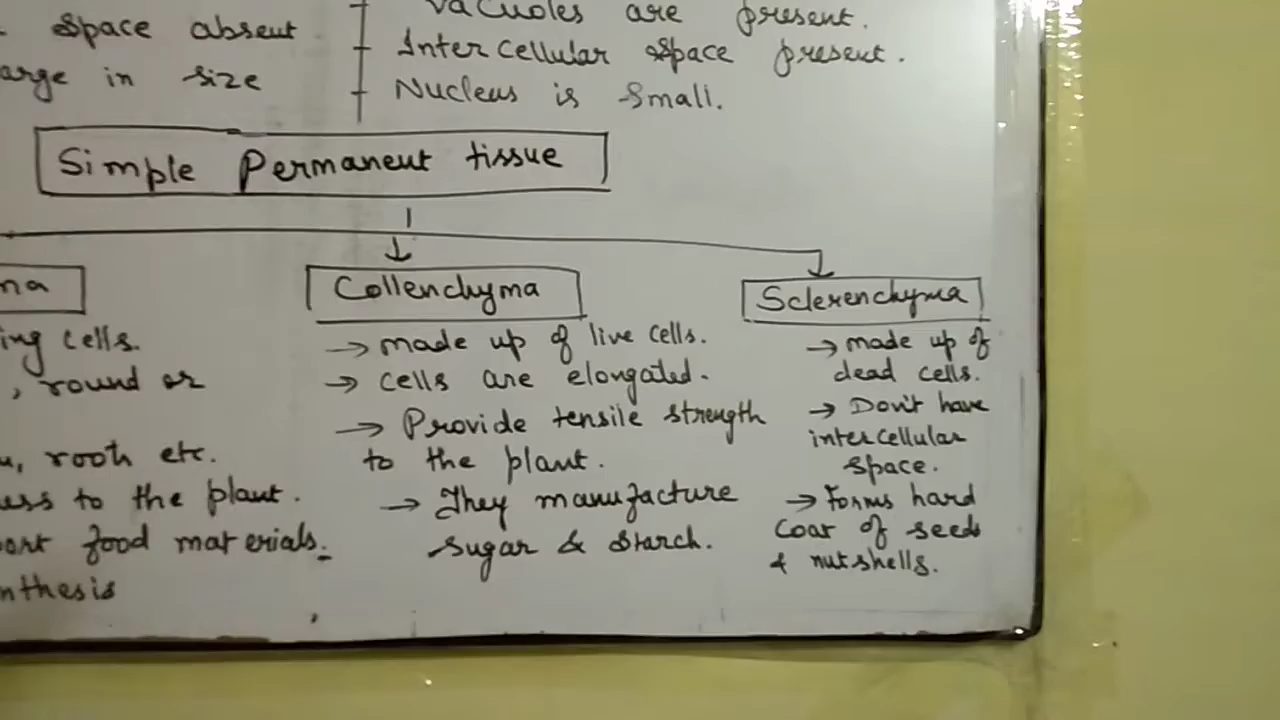 space absent
arge in size
Vacuoles are present.
Intercellular space present.
Nucleus is small.
Simple Permanent tissue
na
ing cells.
, round or
, rooth etc.
ess to the plant.
ort food materials.
nthesis
Collenchyma
→ made up of live cells.
→ cells are elongated.
→ Provide tensile strength
to the plant.
→ They manufacture
sugar & starch.
Sclerenchyma
→ made up of
dead cells.
→ Don't have
intercellular
space.
→ Forms hard
Coat of seeds
& nutshells.